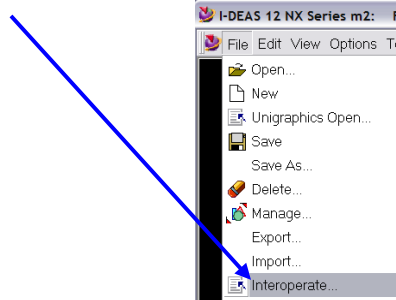 I-DEAS 12 NX Series m2:
File Edit View Options
Open...
New
Unigraphics Open...
Save
Save As...
Delete...
Manage...
Export...
Import...
Interoperate...